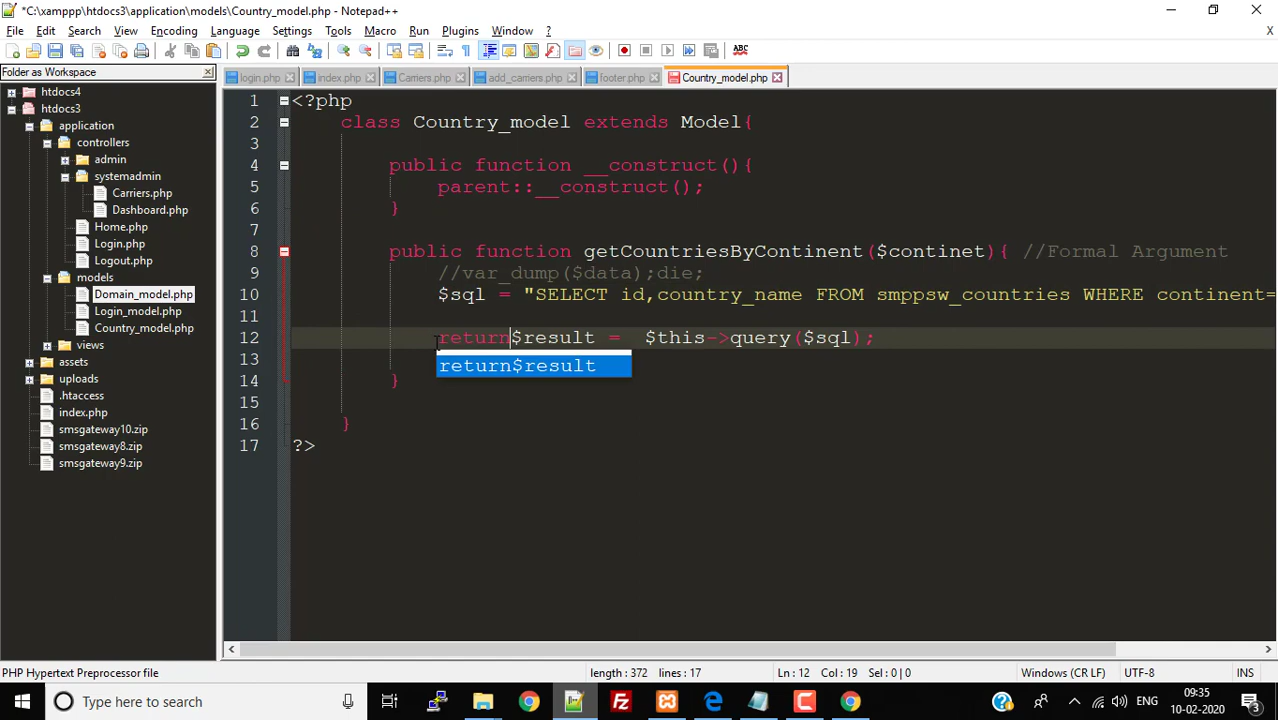 *C:\xamppp\htdocs3\application\models\Country_model.php - Notepad++
File Edit Search View Encoding Language Settings Tools Macro Run Plugins Window ? X
Folder as Workspace
login.php index.php Carriers.php add_carriers.php footer.php Country_model.php
htdocs4
htdocs3
application
controllers
admin
systemadmin
Carriers.php
Dashboard.php
Home.php
Login.php
Logout.php
models
Domain_model.php
Login_model.php
Country_model.php
views
assets
uploads
.htaccess
index.php
smsgateway10.zip
smsgateway8.zip
smsgateway9.zip
1 <?php
2 class Country_model extends Model{
3
4 public function __construct(){
5 parent::__construct();
6 }
7
8 public function getCountriesByContinent($continet){ //Formal Argument
9 //var_dump($data);die;
10 $sql = "SELECT id,country_name FROM smppsw_countries WHERE continent=
11
12 return$result = $this->query($sql);
return$result
13
14 }
15
16 }
17 ?>
PHP Hypertext Preprocessor file length : 372 lines : 17 Ln : 12 Col : 19 Sel : 0 | 0 Windows (CR LF) UTF-8 INS
Type here to search ENG 09:35
10-02-2020 3